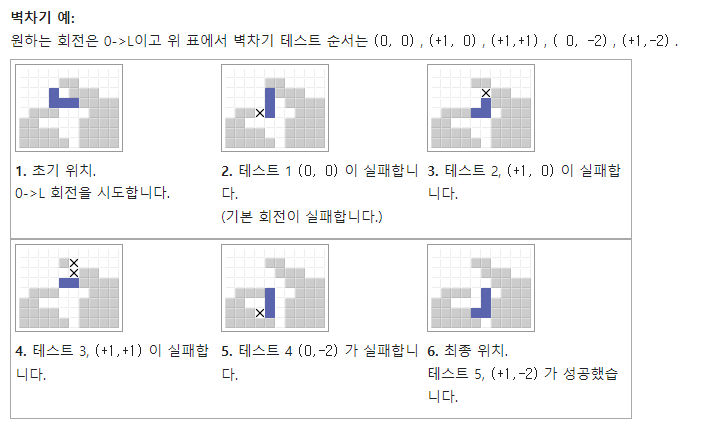 벽차기 예:
원하는 회전은 0->L이고 위 표에서 벽차기 테스트 순서는 (0, 0) , (+1, 0) , (+1,+1) , ( 0, -2) , (+1,-2) .
1. 초기 위치.
0->L 회전을 시도합니다.
2. 테스트 1 (0, 0) 이 실패합니
다.
(기본 회전이 실패합니다.)
3. 테스트 2, (+1, 0) 이 실패합
니다.
4. 테스트 3, (+1,+1) 이 실패합
니다.
5. 테스트 4 (0,-2) 가 실패합니
다.
6. 최종 위치.
테스트 5, (+1,-2) 가 성공했습
니다.